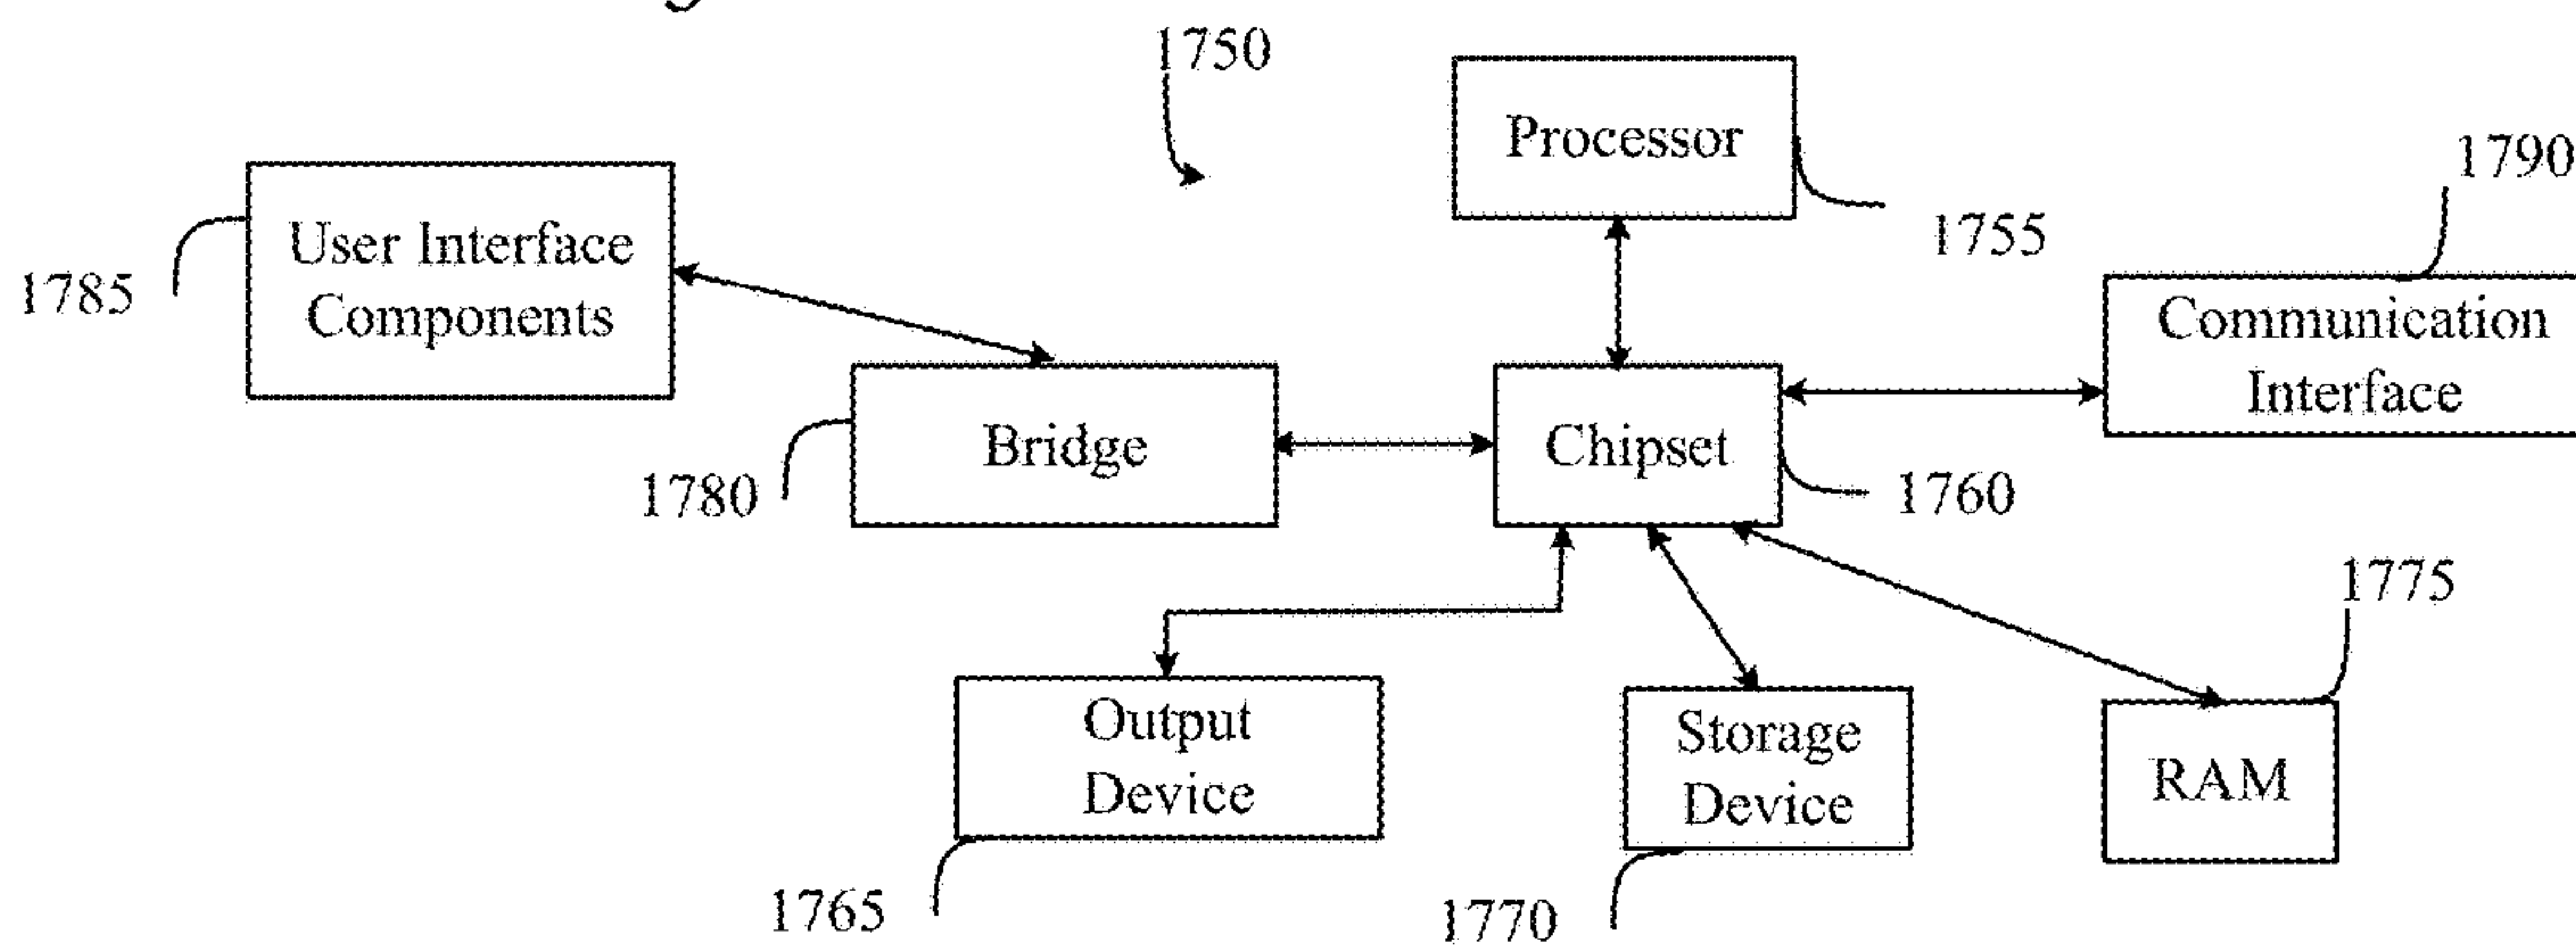 1750
Processor
1790
1755
User Interface
Components
1785
Communication
Interface
Bridge
Chipset
1780
1760
1775
Output
Device
Storage
Device
RAM
1765
1770